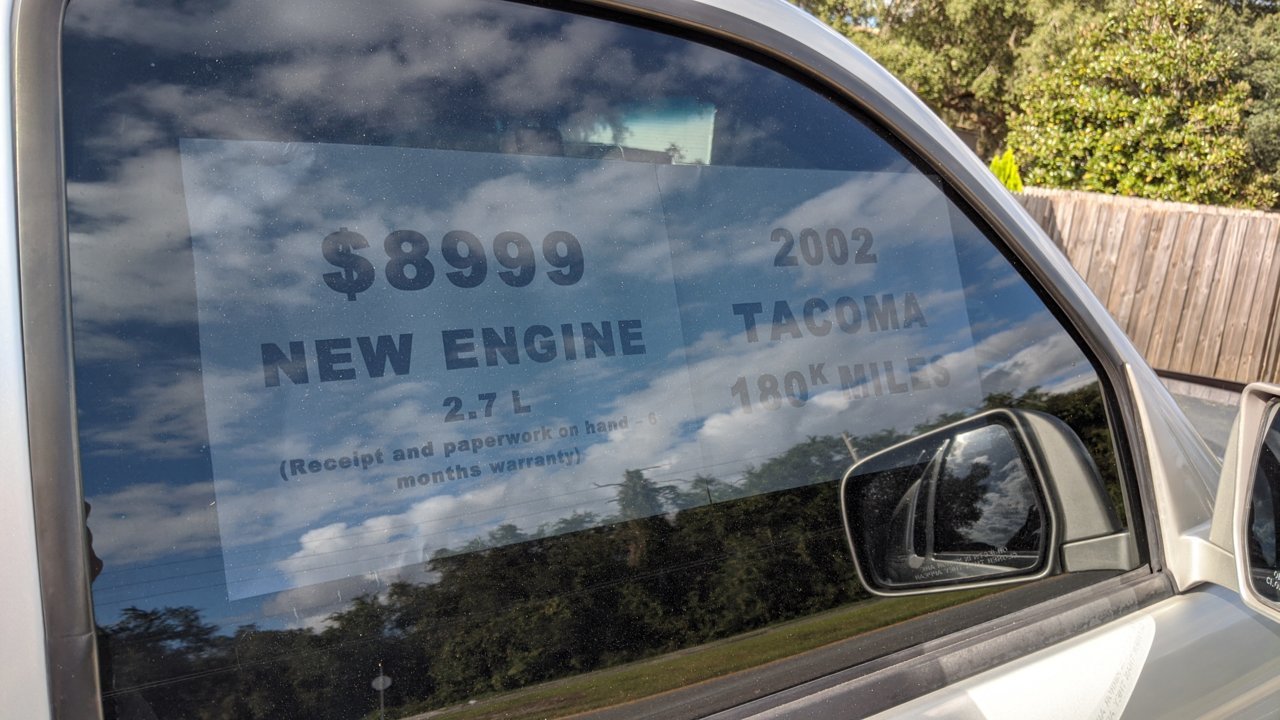 $8999
NEW ENGINE
2.7 L
(Receipt and paperwork on hand – 6
months warranty)
2002
TACOMA
180K MILES